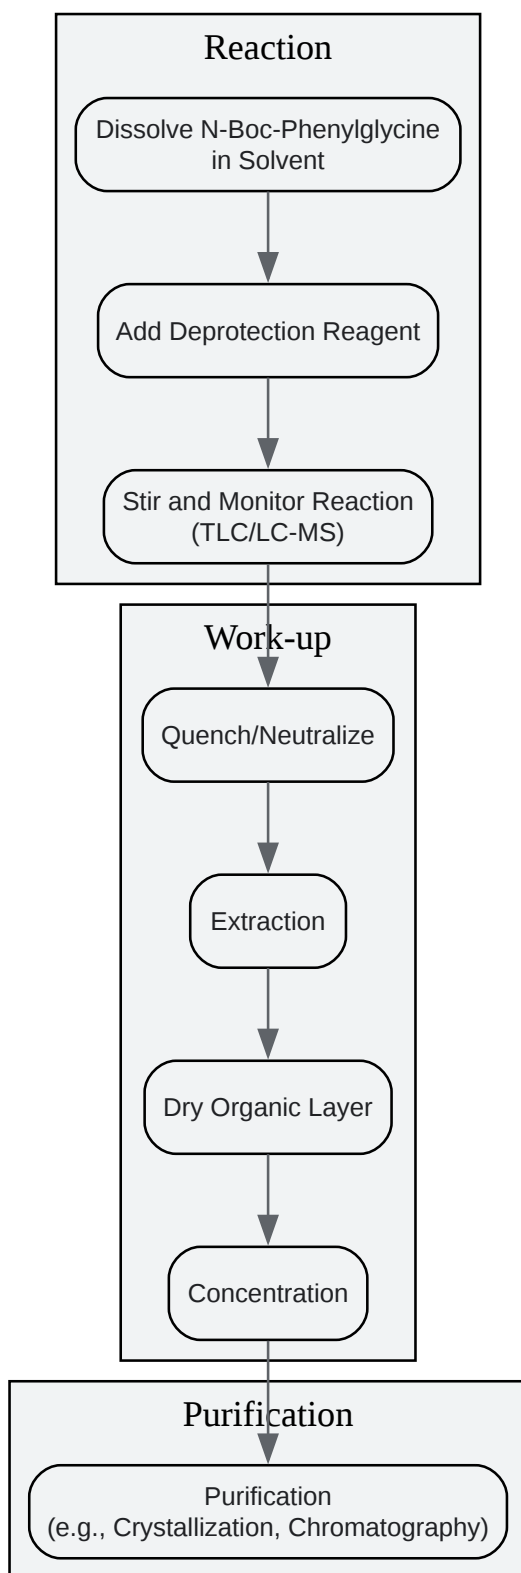 Reaction
Dissolve N-Boc-Phenylglycine
in Solvent
Add Deprotection Reagent
Stir and Monitor Reaction
(TLC/LC-MS)
Work-up
Quench/Neutralize
Extraction
Dry Organic Layer
Concentration
Purification
Purification
(e.g., Crystallization, Chromatography)